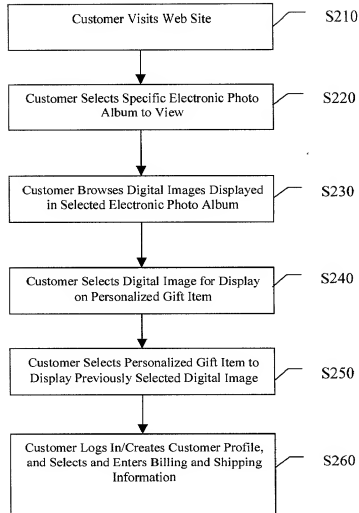 Customer Visits Web Site
S210
Customer Selects Specific Electronic Photo
Album to View
S220
Customer Browses Digital Images Displayed
in Selected Electronic Photo Album
S230
Customer Selects Digital Image for Display
on Personalized Gift Item
S240
Customer Selects Personalized Gift Item to
Display Previously Selected Digital Image
S250
Customer Logs In/Creates Customer Profile,
and Selects and Enters Billing and Shipping
Information
S260